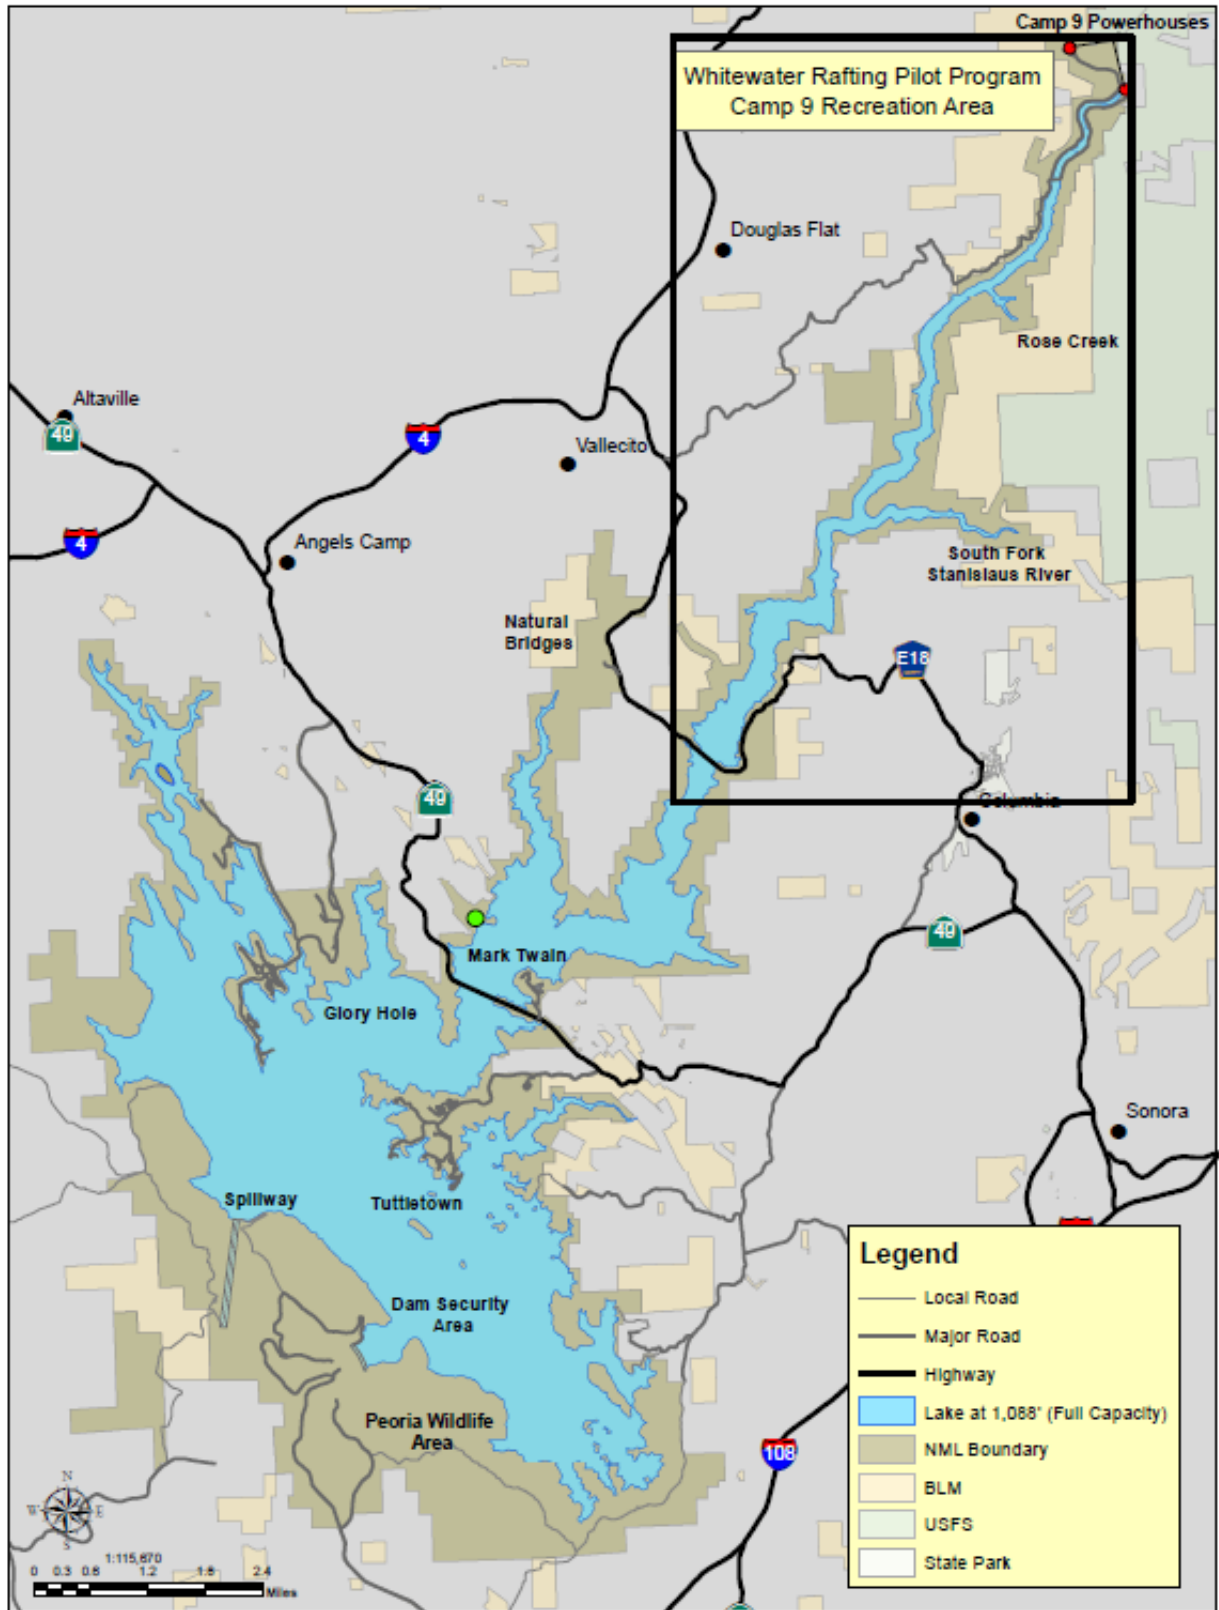 Camp 9 Powerhouses
Whitewater Rafting Pilot Program
Camp 9 Recreation Area
Douglas Flat
Rose Creek
Altaville
49
4
Vallecito
4
Angels Camp
South Fork
Stanislaus River
Natural
Bridges
E18
49
Columbia
49
Mark Twain
Glory Hole
Sonora
Spillway
Tuttletown
Dam Security
Area
Peoria Wildlife
Area
108
Legend
Local Road
Major Road
Highway
Lake at 1,088' (Full Capacity)
NML Boundary
BLM
USFS
State Park
N
W E
S
1:115,670
0 0.3 0.6 1.2 1.8 2.4
Miles